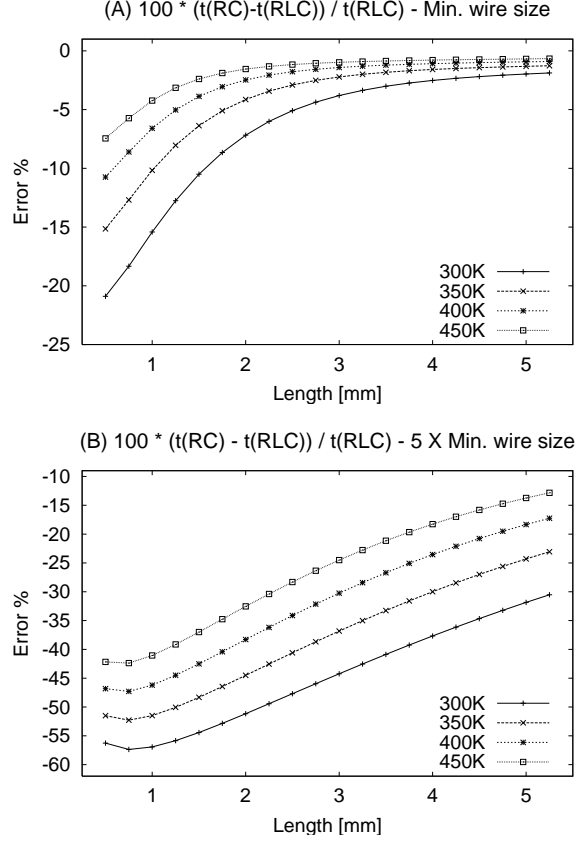 (A) 100 * (t(RC)-t(RLC)) / t(RLC) - Min. wire size
0
-5
-10
-15
-20
-25
Error %
300K
350K
400K
450K
1 2 3 4 5
Length [mm]
(B) 100 * (t(RC) - t(RLC)) / t(RLC) - 5 X Min. wire size
-10
-15
-20
-25
-30
-35
-40
-45
-50
-55
-60
Error %
300K
350K
400K
450K
1 2 3 4 5
Length [mm]